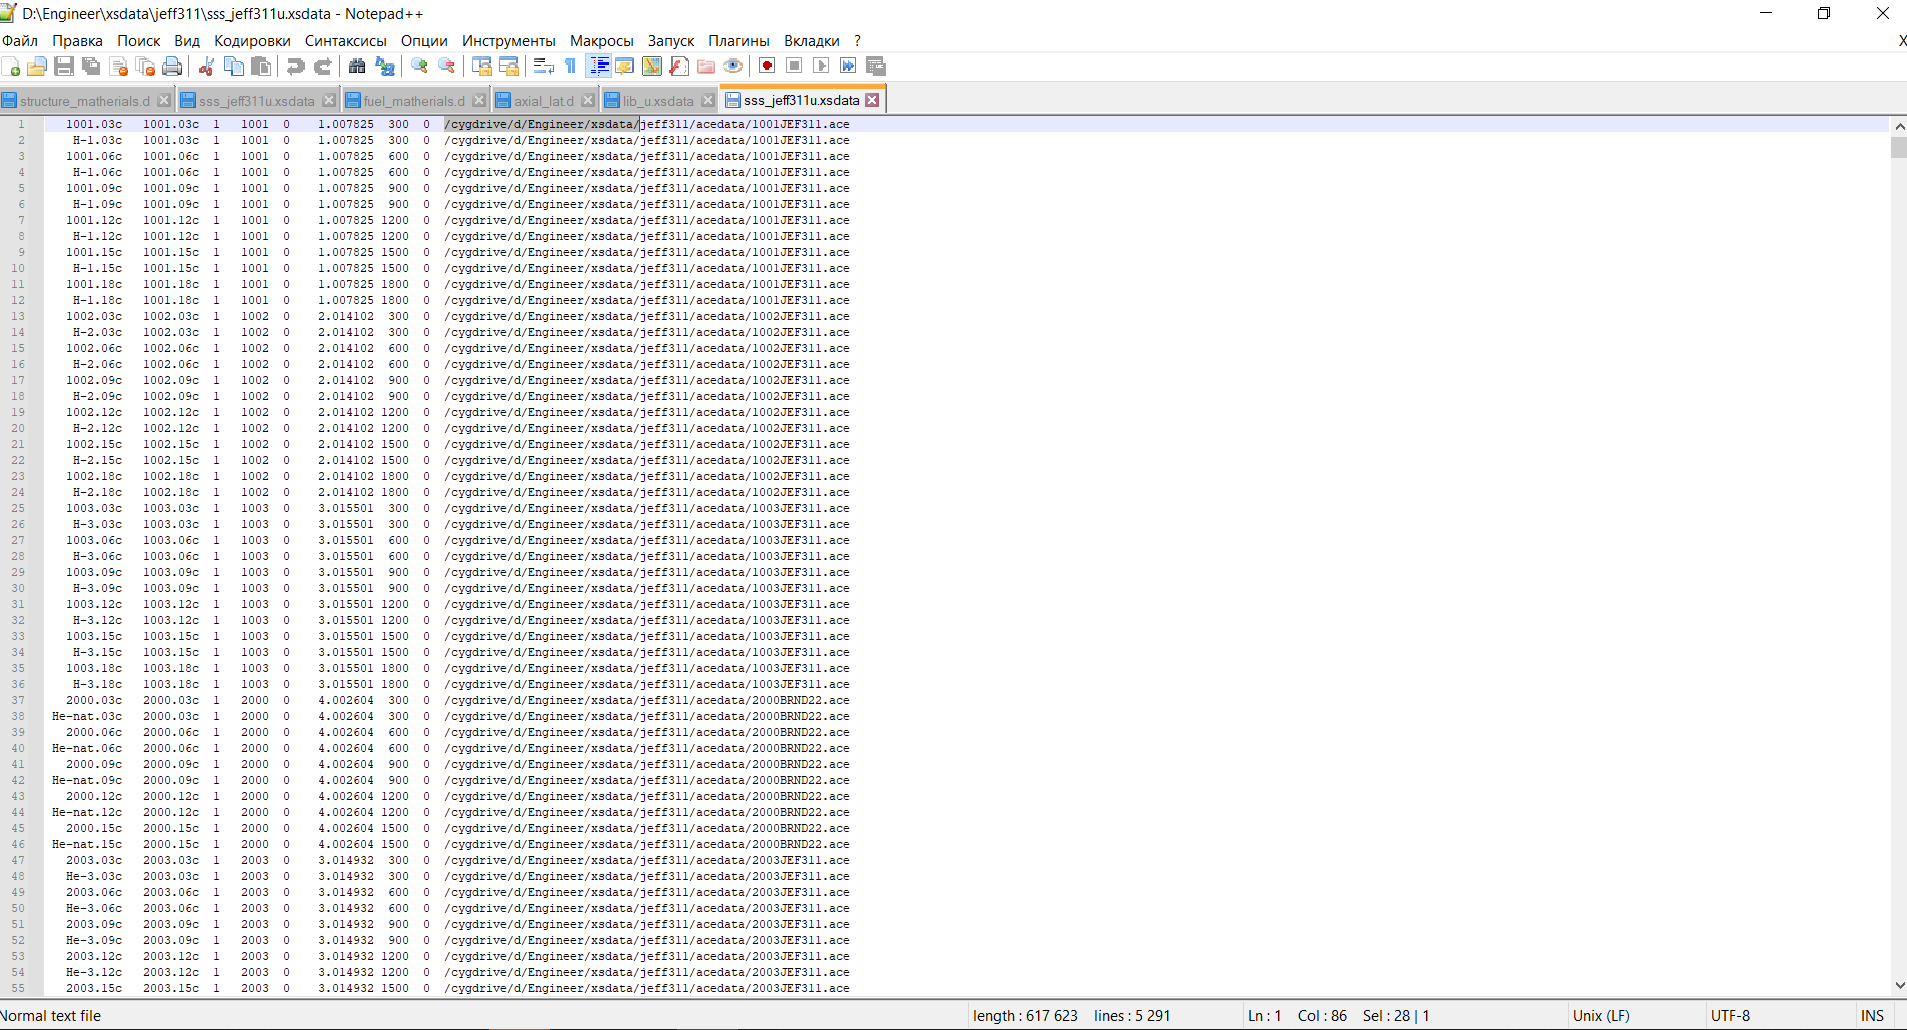 D:\Engineer\xsdata\jeff311\sss_jeff311u.xsdata - Notepad++
Файл Правка Поиск Вид Кодировки Синтаксисы Опции Инструменты Макросы Запуск Плагины Вкладки ? X
structure_matherials.d sss_jeff311u.xsdata fuel_matherials.d axial_lat.d lib_u.xsdata sss_jeff311u.xsdata
1 1001.03c 1001.03c 1 1001 0 1.007825 300 0 /cygdrive/d/Engineer/xsdata/jeff311/acedata/1001JEF311.ace
2 H-1.03c 1001.03c 1 1001 0 1.007825 300 0 /cygdrive/d/Engineer/xsdata/jeff311/acedata/1001JEF311.ace
3 1001.06c 1001.06c 1 1001 0 1.007825 600 0 /cygdrive/d/Engineer/xsdata/jeff311/acedata/1001JEF311.ace
4 H-1.06c 1001.06c 1 1001 0 1.007825 600 0 /cygdrive/d/Engineer/xsdata/jeff311/acedata/1001JEF311.ace
5 1001.09c 1001.09c 1 1001 0 1.007825 900 0 /cygdrive/d/Engineer/xsdata/jeff311/acedata/1001JEF311.ace
6 H-1.09c 1001.09c 1 1001 0 1.007825 900 0 /cygdrive/d/Engineer/xsdata/jeff311/acedata/1001JEF311.ace
7 1001.12c 1001.12c 1 1001 0 1.007825 1200 0 /cygdrive/d/Engineer/xsdata/jeff311/acedata/1001JEF311.ace
8 H-1.12c 1001.12c 1 1001 0 1.007825 1200 0 /cygdrive/d/Engineer/xsdata/jeff311/acedata/1001JEF311.ace
9 1001.15c 1001.15c 1 1001 0 1.007825 1500 0 /cygdrive/d/Engineer/xsdata/jeff311/acedata/1001JEF311.ace
10 H-1.15c 1001.15c 1 1001 0 1.007825 1500 0 /cygdrive/d/Engineer/xsdata/jeff311/acedata/1001JEF311.ace
11 1001.18c 1001.18c 1 1001 0 1.007825 1800 0 /cygdrive/d/Engineer/xsdata/jeff311/acedata/1001JEF311.ace
12 H-1.18c 1001.18c 1 1001 0 1.007825 1800 0 /cygdrive/d/Engineer/xsdata/jeff311/acedata/1001JEF311.ace
13 1002.03c 1002.03c 1 1002 0 2.014102 300 0 /cygdrive/d/Engineer/xsdata/jeff311/acedata/1002JEF311.ace
14 H-2.03c 1002.03c 1 1002 0 2.014102 300 0 /cygdrive/d/Engineer/xsdata/jeff311/acedata/1002JEF311.ace
15 1002.06c 1002.06c 1 1002 0 2.014102 600 0 /cygdrive/d/Engineer/xsdata/jeff311/acedata/1002JEF311.ace
16 H-2.06c 1002.06c 1 1002 0 2.014102 600 0 /cygdrive/d/Engineer/xsdata/jeff311/acedata/1002JEF311.ace
17 1002.09c 1002.09c 1 1002 0 2.014102 900 0 /cygdrive/d/Engineer/xsdata/jeff311/acedata/1002JEF311.ace
18 H-2.09c 1002.09c 1 1002 0 2.014102 900 0 /cygdrive/d/Engineer/xsdata/jeff311/acedata/1002JEF311.ace
19 1002.12c 1002.12c 1 1002 0 2.014102 1200 0 /cygdrive/d/Engineer/xsdata/jeff311/acedata/1002JEF311.ace
20 H-2.12c 1002.12c 1 1002 0 2.014102 1200 0 /cygdrive/d/Engineer/xsdata/jeff311/acedata/1002JEF311.ace
21 1002.15c 1002.15c 1 1002 0 2.014102 1500 0 /cygdrive/d/Engineer/xsdata/jeff311/acedata/1002JEF311.ace
22 H-2.15c 1002.15c 1 1002 0 2.014102 1500 0 /cygdrive/d/Engineer/xsdata/jeff311/acedata/1002JEF311.ace
23 1002.18c 1002.18c 1 1002 0 2.014102 1800 0 /cygdrive/d/Engineer/xsdata/jeff311/acedata/1002JEF311.ace
24 H-2.18c 1002.18c 1 1002 0 2.014102 1800 0 /cygdrive/d/Engineer/xsdata/jeff311/acedata/1002JEF311.ace
25 1003.03c 1003.03c 1 1003 0 3.015501 300 0 /cygdrive/d/Engineer/xsdata/jeff311/acedata/1003JEF311.ace
26 H-3.03c 1003.03c 1 1003 0 3.015501 300 0 /cygdrive/d/Engineer/xsdata/jeff311/acedata/1003JEF311.ace
27 1003.06c 1003.06c 1 1003 0 3.015501 600 0 /cygdrive/d/Engineer/xsdata/jeff311/acedata/1003JEF311.ace
28 H-3.06c 1003.06c 1 1003 0 3.015501 600 0 /cygdrive/d/Engineer/xsdata/jeff311/acedata/1003JEF311.ace
29 1003.09c 1003.09c 1 1003 0 3.015501 900 0 /cygdrive/d/Engineer/xsdata/jeff311/acedata/1003JEF311.ace
30 H-3.09c 1003.09c 1 1003 0 3.015501 900 0 /cygdrive/d/Engineer/xsdata/jeff311/acedata/1003JEF311.ace
31 1003.12c 1003.12c 1 1003 0 3.015501 1200 0 /cygdrive/d/Engineer/xsdata/jeff311/acedata/1003JEF311.ace
32 H-3.12c 1003.12c 1 1003 0 3.015501 1200 0 /cygdrive/d/Engineer/xsdata/jeff311/acedata/1003JEF311.ace
33 1003.15c 1003.15c 1 1003 0 3.015501 1500 0 /cygdrive/d/Engineer/xsdata/jeff311/acedata/1003JEF311.ace
34 H-3.15c 1003.15c 1 1003 0 3.015501 1500 0 /cygdrive/d/Engineer/xsdata/jeff311/acedata/1003JEF311.ace
35 1003.18c 1003.18c 1 1003 0 3.015501 1800 0 /cygdrive/d/Engineer/xsdata/jeff311/acedata/1003JEF311.ace
36 H-3.18c 1003.18c 1 1003 0 3.015501 1800 0 /cygdrive/d/Engineer/xsdata/jeff311/acedata/1003JEF311.ace
37 2000.03c 2000.03c 1 2000 0 4.002604 300 0 /cygdrive/d/Engineer/xsdata/jeff311/acedata/2000BRND22.ace
38 He-nat.03c 2000.03c 1 2000 0 4.002604 300 0 /cygdrive/d/Engineer/xsdata/jeff311/acedata/2000BRND22.ace
39 2000.06c 2000.06c 1 2000 0 4.002604 600 0 /cygdrive/d/Engineer/xsdata/jeff311/acedata/2000BRND22.ace
40 He-nat.06c 2000.06c 1 2000 0 4.002604 600 0 /cygdrive/d/Engineer/xsdata/jeff311/acedata/2000BRND22.ace
41 2000.09c 2000.09c 1 2000 0 4.002604 900 0 /cygdrive/d/Engineer/xsdata/jeff311/acedata/2000BRND22.ace
42 He-nat.09c 2000.09c 1 2000 0 4.002604 900 0 /cygdrive/d/Engineer/xsdata/jeff311/acedata/2000BRND22.ace
43 2000.12c 2000.12c 1 2000 0 4.002604 1200 0 /cygdrive/d/Engineer/xsdata/jeff311/acedata/2000BRND22.ace
44 He-nat.12c 2000.12c 1 2000 0 4.002604 1200 0 /cygdrive/d/Engineer/xsdata/jeff311/acedata/2000BRND22.ace
45 2000.15c 2000.15c 1 2000 0 4.002604 1500 0 /cygdrive/d/Engineer/xsdata/jeff311/acedata/2000BRND22.ace
46 He-nat.15c 2000.15c 1 2000 0 4.002604 1500 0 /cygdrive/d/Engineer/xsdata/jeff311/acedata/2000BRND22.ace
47 2003.03c 2003.03c 1 2003 0 3.014932 300 0 /cygdrive/d/Engineer/xsdata/jeff311/acedata/2003JEF311.ace
48 He-3.03c 2003.03c 1 2003 0 3.014932 300 0 /cygdrive/d/Engineer/xsdata/jeff311/acedata/2003JEF311.ace
49 2003.06c 2003.06c 1 2003 0 3.014932 600 0 /cygdrive/d/Engineer/xsdata/jeff311/acedata/2003JEF311.ace
50 He-3.06c 2003.06c 1 2003 0 3.014932 600 0 /cygdrive/d/Engineer/xsdata/jeff311/acedata/2003JEF311.ace
51 2003.09c 2003.09c 1 2003 0 3.014932 900 0 /cygdrive/d/Engineer/xsdata/jeff311/acedata/2003JEF311.ace
52 He-3.09c 2003.09c 1 2003 0 3.014932 900 0 /cygdrive/d/Engineer/xsdata/jeff311/acedata/2003JEF311.ace
53 2003.12c 2003.12c 1 2003 0 3.014932 1200 0 /cygdrive/d/Engineer/xsdata/jeff311/acedata/2003JEF311.ace
54 He-3.12c 2003.12c 1 2003 0 3.014932 1200 0 /cygdrive/d/Engineer/xsdata/jeff311/acedata/2003JEF311.ace
55 2003.15c 2003.15c 1 2003 0 3.014932 1500 0 /cygdrive/d/Engineer/xsdata/jeff311/acedata/2003JEF311.ace
Normal text file length : 617 623 lines : 5 291 Ln : 1 Col : 86 Sel : 28 | 1 Unix (LF) UTF-8 INS